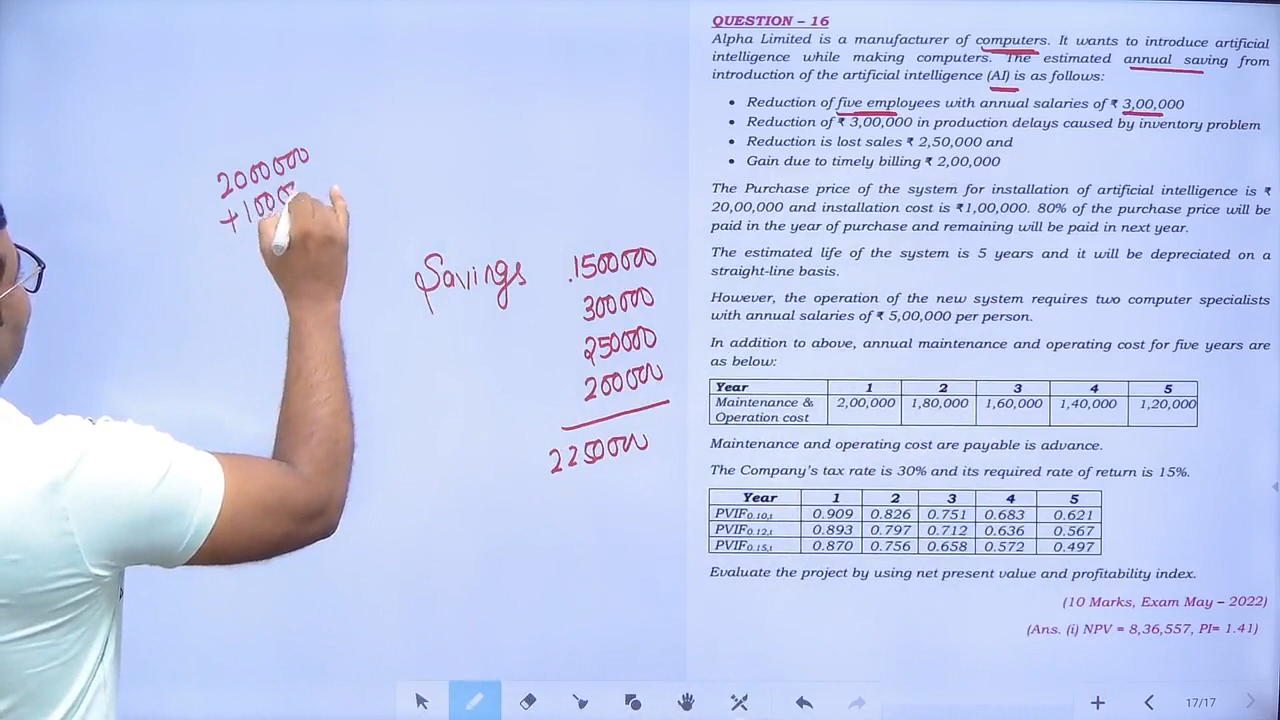 QUESTION – 16
Alpha Limited is a manufacturer of computers. It wants to introduce artificial
intelligence while making computers. The estimated annual saving from
introduction of the artificial intelligence (AI) is as follows:
• Reduction of five employees with annual salaries of ₹ 3,00,000
• Reduction of ₹ 3,00,000 in production delays caused by inventory problem
• Reduction is lost sales ₹ 2,50,000 and
• Gain due to timely billing ₹ 2,00,000
The Purchase price of the system for installation of artificial intelligence is ₹
20,00,000 and installation cost is ₹1,00,000. 80% of the purchase price will be
paid in the year of purchase and remaining will be paid in next year.
The estimated life of the system is 5 years and it will be depreciated on a
straight-line basis.
However, the operation of the new system requires two computer specialists
with annual salaries of ₹ 5,00,000 per person.
In addition to above, annual maintenance and operating cost for five years are
as below:
Year 1 2 3 4 5
Maintenance & 2,00,000 1,80,000 1,60,000 1,40,000 1,20,000
Operation cost
Maintenance and operating cost are payable is advance.
The Company's tax rate is 30% and its required rate of return is 15%.
Year 1 2 3 4 5
PVIF0.10,t 0.909 0.826 0.751 0.683 0.621
PVIF0.12,t 0.893 0.797 0.712 0.636 0.567
PVIF0.15,t 0.870 0.756 0.658 0.572 0.497
Evaluate the project by using net present value and profitability index.
(10 Marks, Exam May – 2022)
(Ans. (i) NPV = 8,36,557, PI= 1.41)
2000000
+1000
Savings 1500000
300000
250000
200000
2250000
17/17